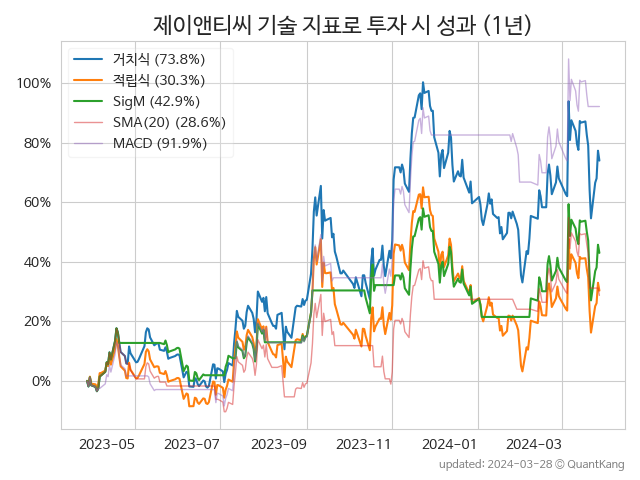 제이앤티씨 기술 지표로 투자 시 성과 (1년)
거치식 (73.8%)
적립식 (30.3%)
SigM (42.9%)
SMA(20) (28.6%)
MACD (91.9%)
100%
80%
60%
40%
20%
0%
2023-05 2023-07 2023-09 2023-11 2024-01 2024-03
updated: 2024-03-28 © QuantKang